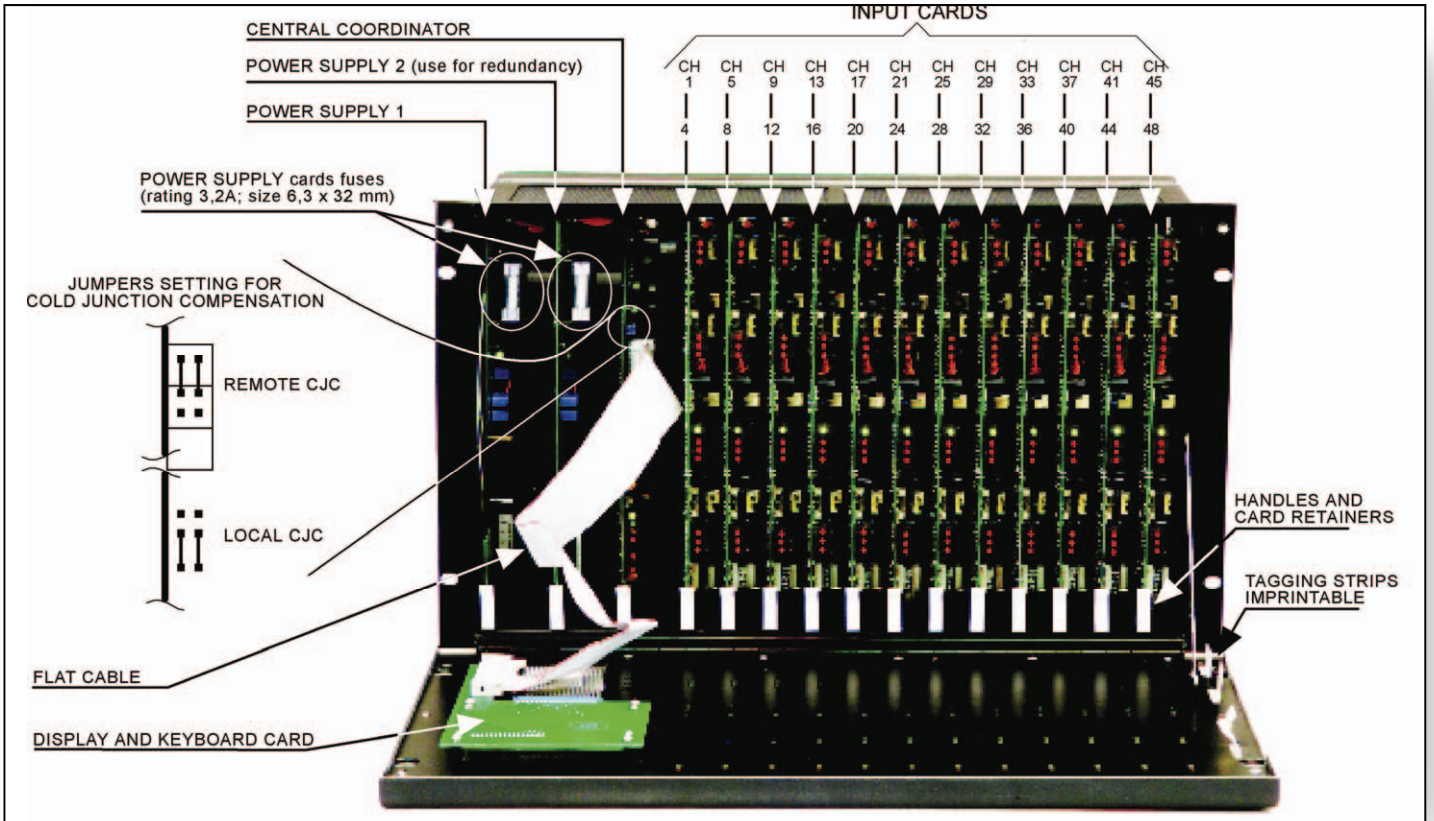 INPUT CARDS
CENTRAL COORDINATOR
POWER SUPPLY 2 (use for redundancy)
POWER SUPPLY 1
CH CH CH CH CH CH CH CH CH CH CH CH
1 5 9 13 17 21 25 29 33 37 41 45
4 8 12 16 20 24 28 32 36 40 44 48
POWER SUPPLY cards fuses
(rating 3,2A; size 6,3 x 32 mm)
JUMPERS SETTING FOR
COLD JUNCTION COMPENSATION
REMOTE CJC
LOCAL CJC
HANDLES AND
CARD RETAINERS
TAGGING STRIPS
IMPRINTABLE
FLAT CABLE
DISPLAY AND KEYBOARD CARD